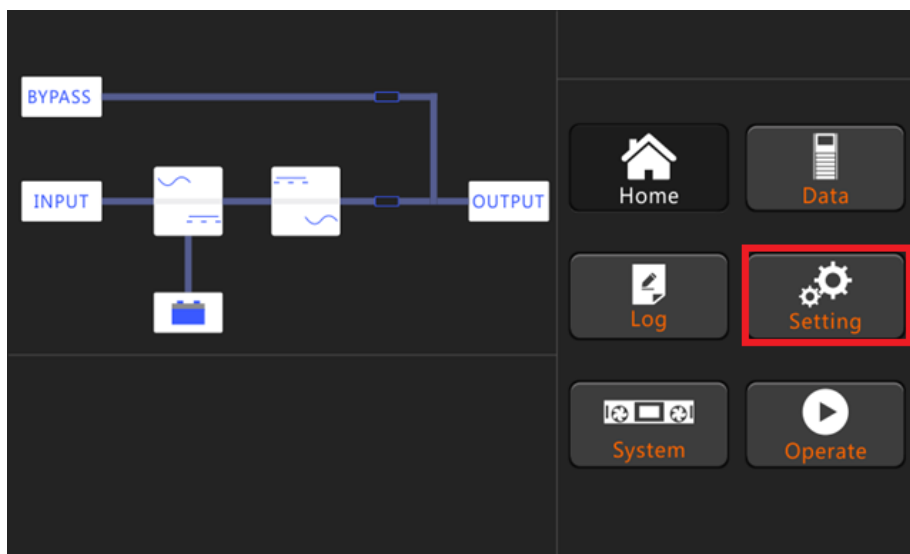 BYPASS
INPUT
OUTPUT
Home
Data
Log
Setting
System
Operate